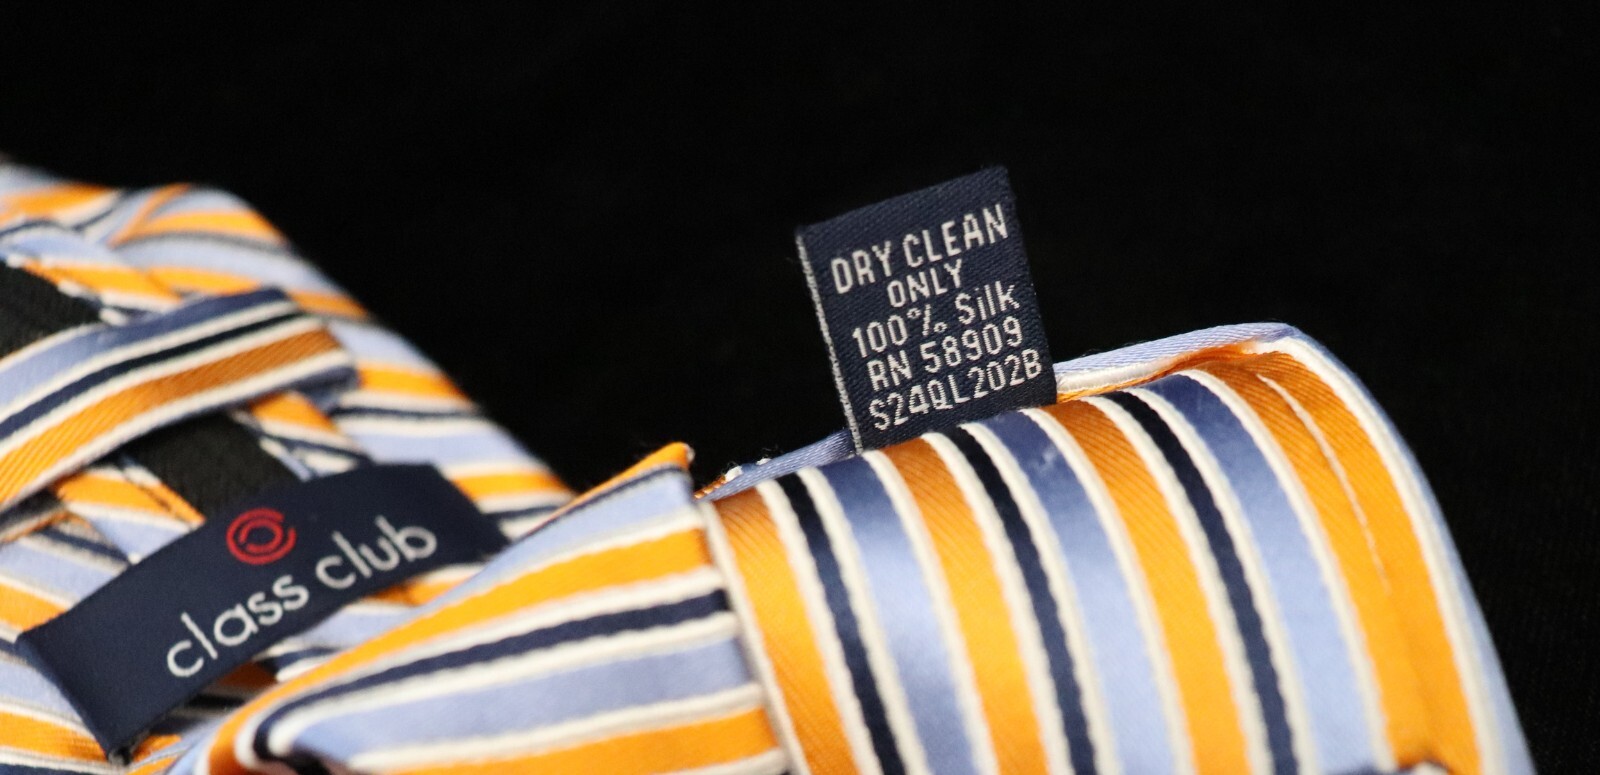 DRY CLEAN
ONLY
100% Silk
RN 58909
S24QL202B
class club